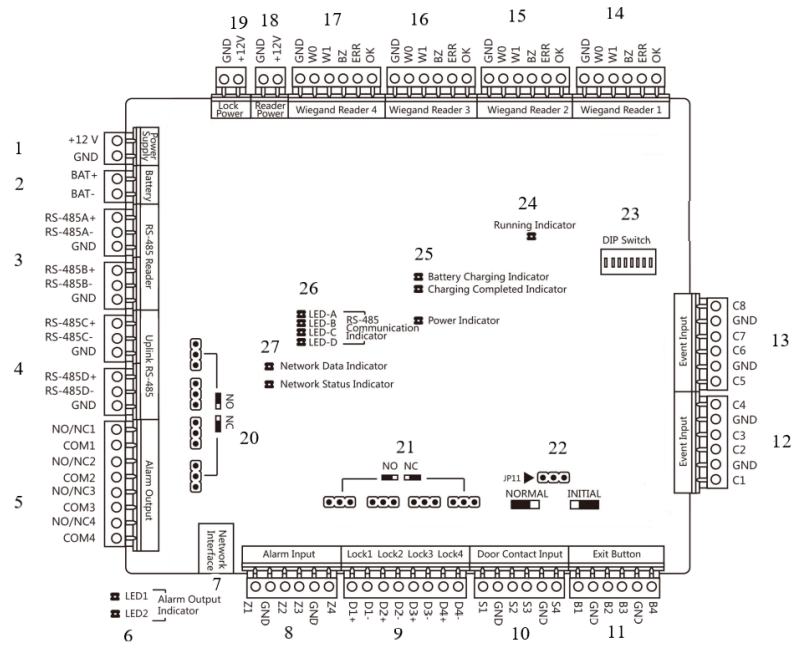 19 18 17 16 15 14
GND +12V GND +12V GND W0 W1 BZ ERR OK GND W0 W1 BZ ERR OK GND W0 W1 BZ ERR OK GND W0 W1 BZ ERR OK
Lock Power Reader Power Wiegand Reader 4 Wiegand Reader 3 Wiegand Reader 2 Wiegand Reader 1
1
+12 V
GND
Power Supply
2
BAT+
BAT-
Battery
3
RS-485A+
RS-485A-
GND
RS-485B+
RS-485B-
GND
RS-485 Reader
4
RS-485C+
RS-485C-
GND
RS-485D+
RS-485D-
GND
Uplink RS-485
5
NO/NC1
COM1
NO/NC2
COM2
NO/NC3
COM3
NO/NC4
COM4
Alarm Output
24
Running Indicator
23
DIP Switch
25
Battery Charging Indicator
Charging Completed Indicator
Power Indicator
26
LED-A
LED-B
LED-C
LED-D
RS-485
Communication
Indicator
27
Network Data Indicator
Network Status Indicator
NO
NC
20
21
NO NC
22
JP11
NORMAL INITIAL
Event Input
C8
GND
C7
C6
GND
C5
13
Event Input
C4
GND
C3
C2
GND
C1
12
Network
Interface
7
Alarm Input Lock1 Lock2 Lock3 Lock4 Door Contact Input Exit Button
Z1 GND Z2 Z3 GND Z4 D1+ D1- D2+ D2- D3+ D3- D4+ D4- S1 GND S2 S3 GND S4 B1 GND B2 B3 GND B4
8 9 10 11
LED1
LED2
Alarm Output
Indicator
6